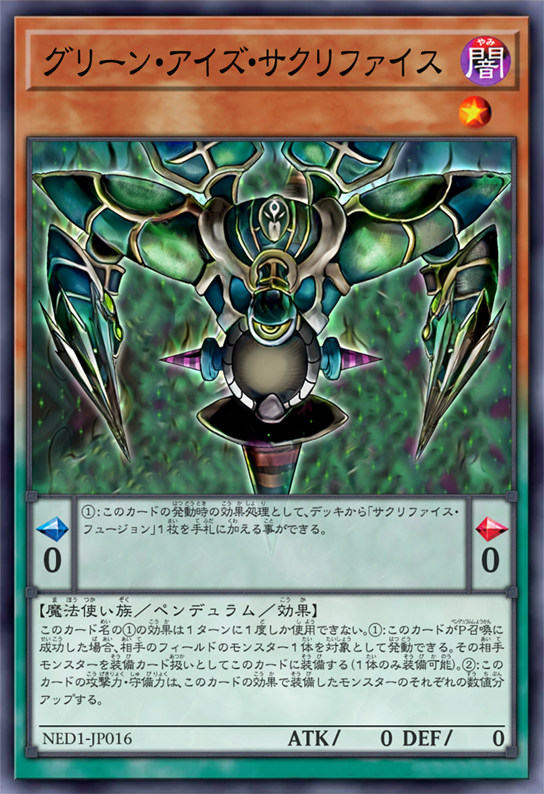 グリーン・アイズ・サクリファイス
闇
①:このカードの発動時の効果処理として、デッキから「サクリファイス・
フュージョン」1枚を手札に加える事ができる。
0
0
【魔法使い族/ペンデュラム/効果】
このカード名の①の効果は1ターンに1度しか使用できない。①:このカードがP召喚に
成功した場合、相手のフィールドのモンスター1体を対象として発動できる。その相手
モンスターを装備カード扱いとしてこのカードに装備する(1体のみ装備可能)。②:この
カードの攻撃力・守備力は、このカードの効果で装備したモンスターのそれぞれの数値分
アップする。
NED1-JP016 ATK/ 0 DEF/ 0